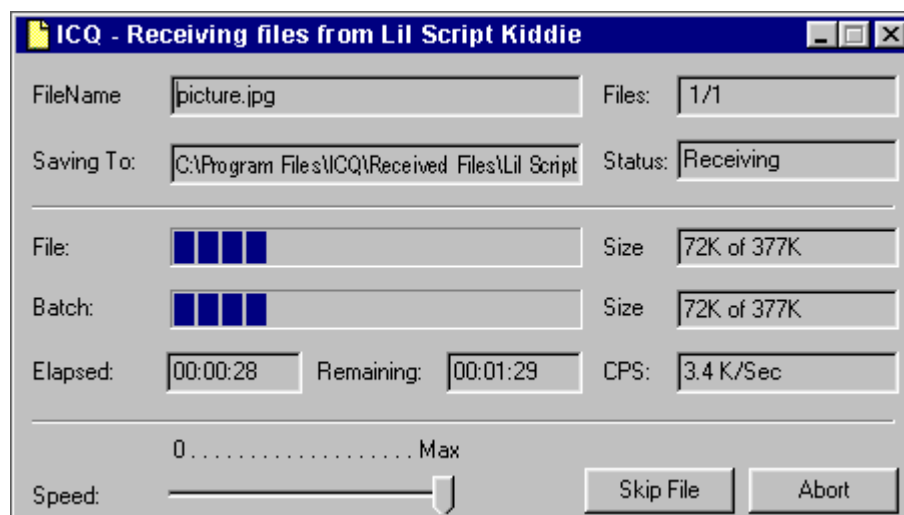 ICQ - Receiving files from Lil Script Kiddie
FileName picture.jpg Files: 1/1
Saving To: C:\Program Files\ICQ\Received Files\Lil Script Status: Receiving
File: Size 72K of 377K
Batch: Size 72K of 377K
Elapsed: 00:00:28 Remaining: 00:01:29 CPS: 3.4 K/Sec
0 . . . . . . . . . . . . . . . . . . . Max
Speed: Skip File Abort